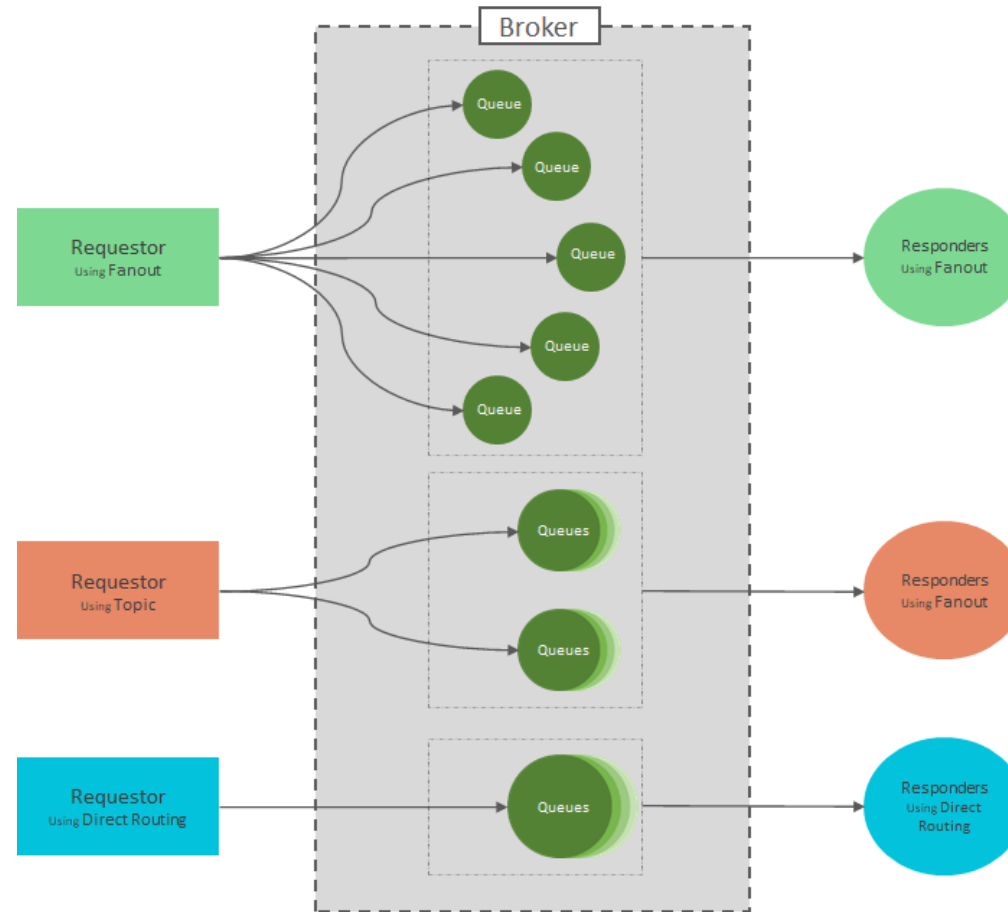 Broker
Queue
Queue
Requestor
Using Fanout
Queue
Responders
Using Fanout
Queue
Queue
Queues
Requestor
Using Topic
Responders
Using Fanout
Queues
Requestor
Using Direct Routing
Queues
Responders
Using Direct
Routing